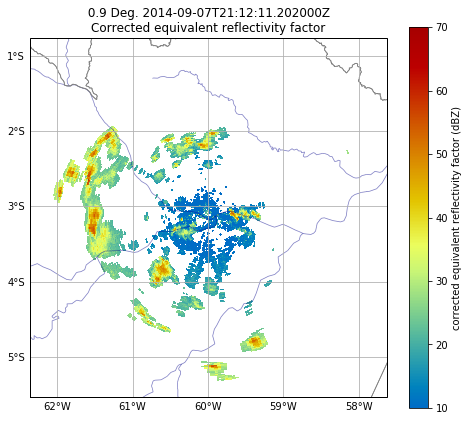 0.9 Deg. 2014-09-07T21:12:11.202000Z
Corrected equivalent reflectivity factor
1°S
2°S
3°S
4°S
5°S
62°W 61°W 60°W 59°W 58°W
70
60
50
40
30
20
10
corrected equivalent reflectivity factor (dBZ)